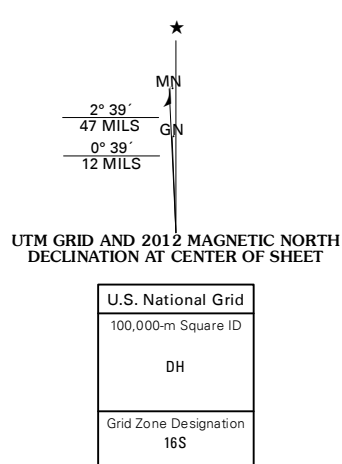 ★
MN
2° 39´
47 MILS
GN
0° 39´
12 MILS
UTM GRID AND 2012 MAGNETIC NORTH
DECLINATION AT CENTER OF SHEET
U.S. National Grid
100,000-m Square ID
DH
Grid Zone Designation
16S